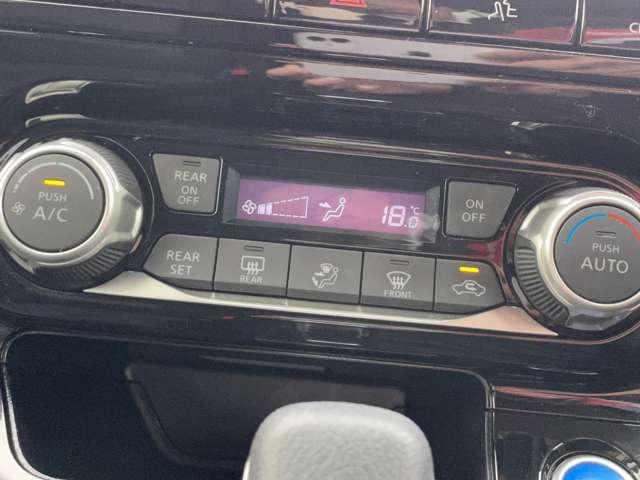 PUSH
A/C
REAR
ON
OFF
18.0 °C
ON
OFF
PUSH
AUTO
REAR
SET
REAR
FRONT